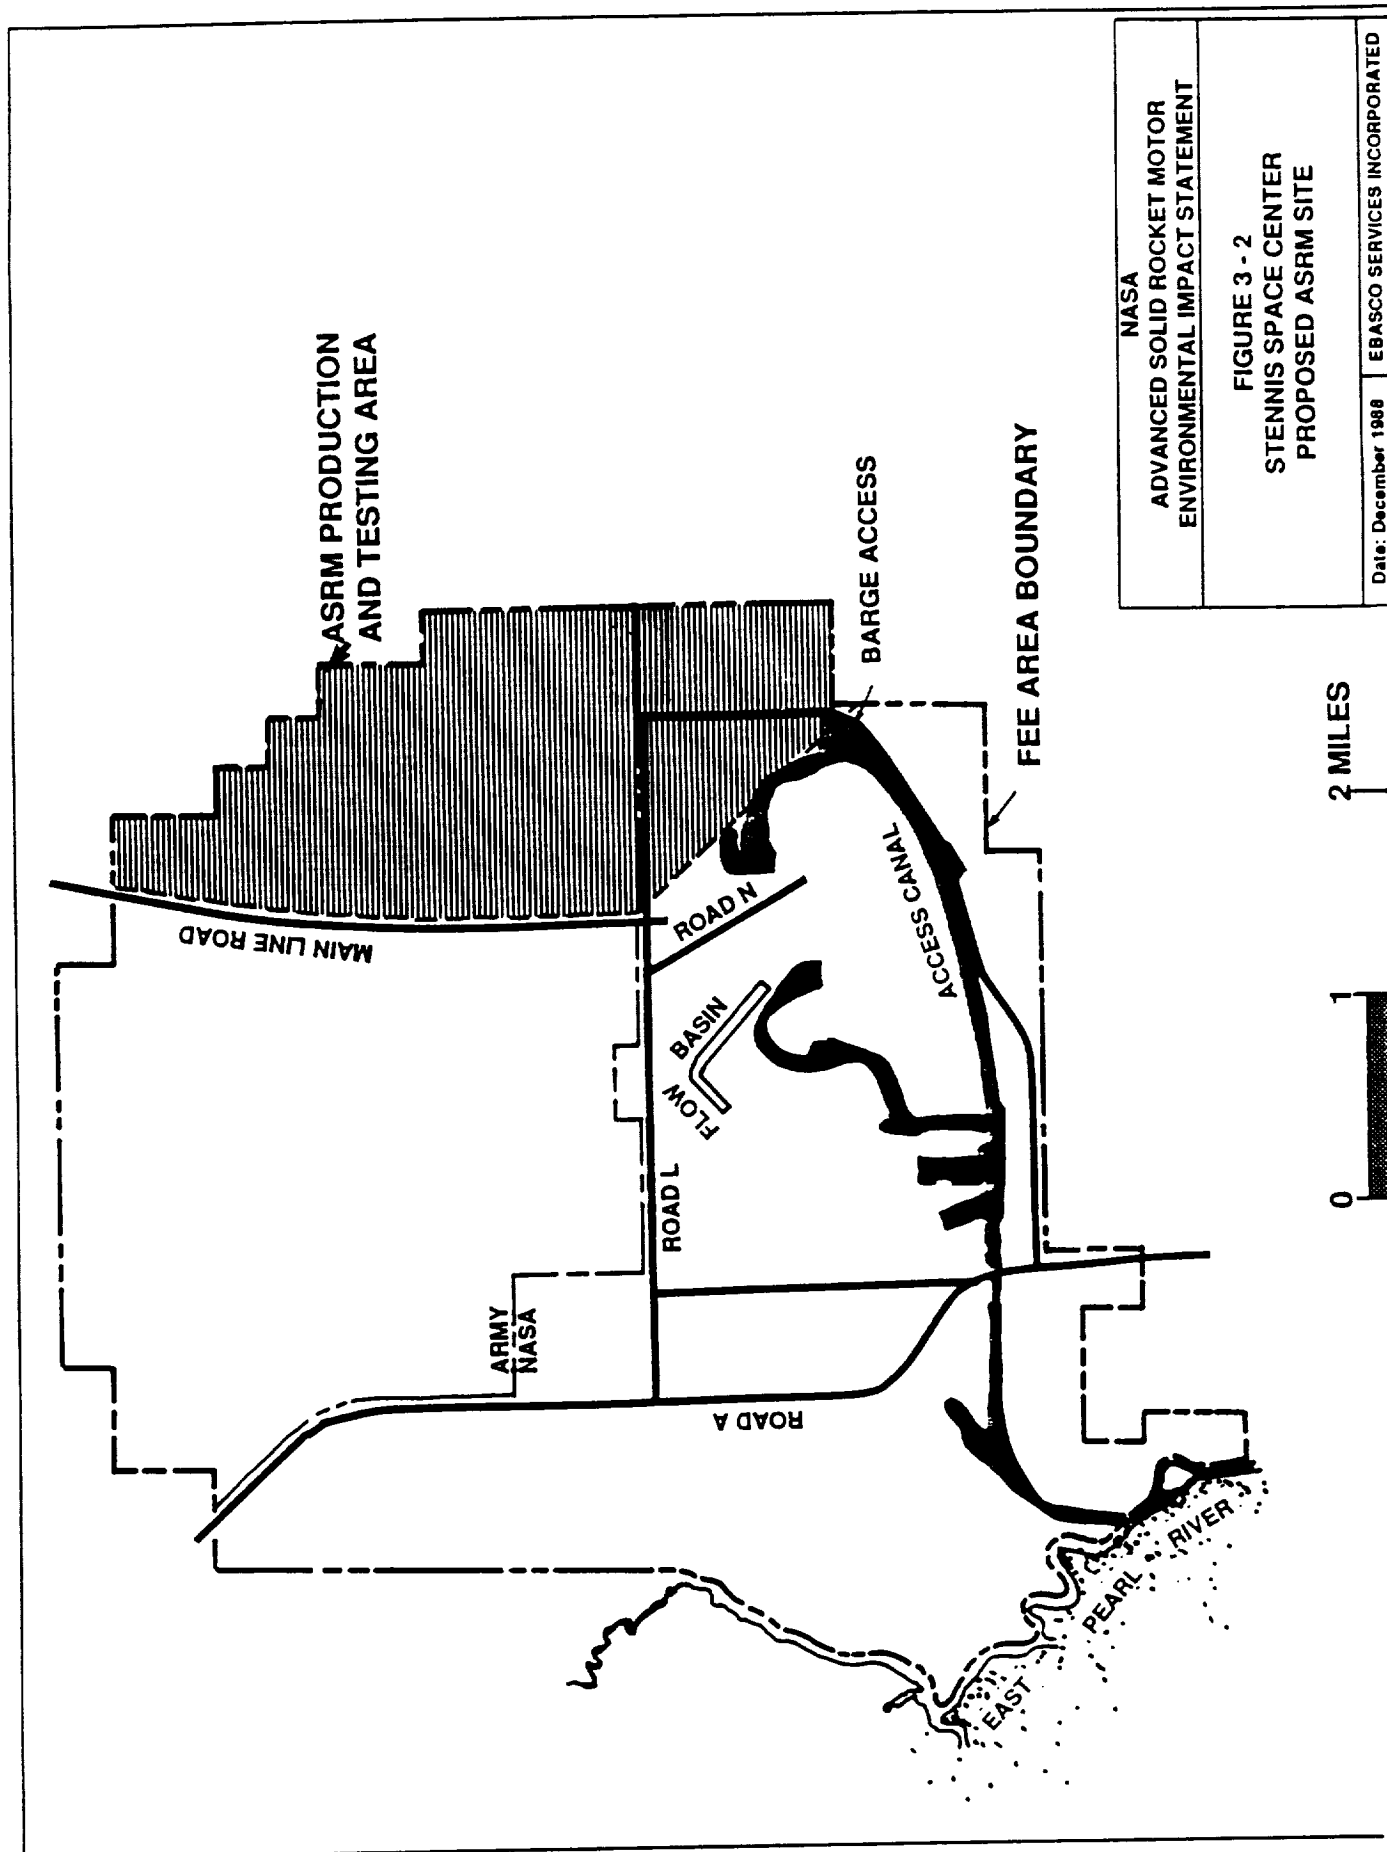 ASRM PRODUCTION
AND TESTING AREA
MAIN LINE ROAD
ARMY
NASA
ROAD L
ROAD A
ROAD N
FLOW BASIN
ACCESS CANAL
BARGE ACCESS
FEE AREA BOUNDARY
EAST PEARL RIVER
0 1 2 MILES
NASA
ADVANCED SOLID ROCKET MOTOR
ENVIRONMENTAL IMPACT STATEMENT
FIGURE 3 - 2
STENNIS SPACE CENTER
PROPOSED ASRM SITE
Date: December 1988 EBASCO SERVICES INCORPORATED